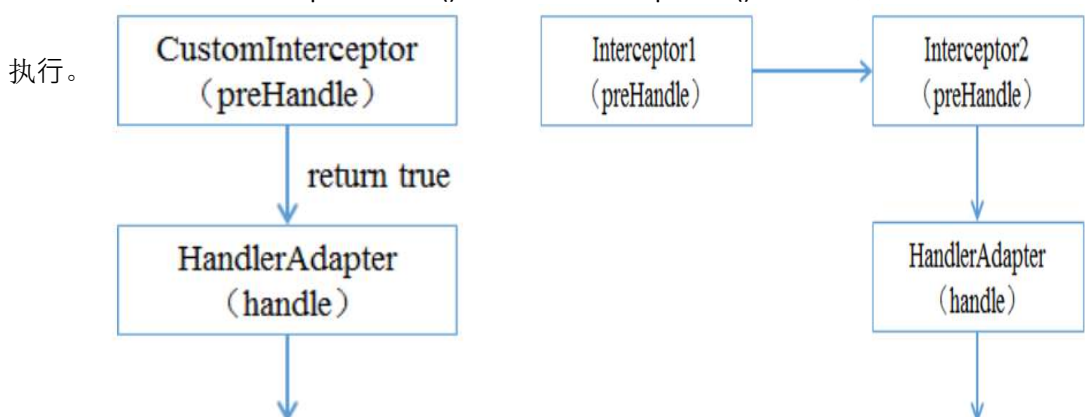 执行。
CustomInterceptor
（preHandle）
return true
HandlerAdapter
（handle）
Interceptor1
（preHandle）
Interceptor2
（preHandle）
HandlerAdapter
（handle）